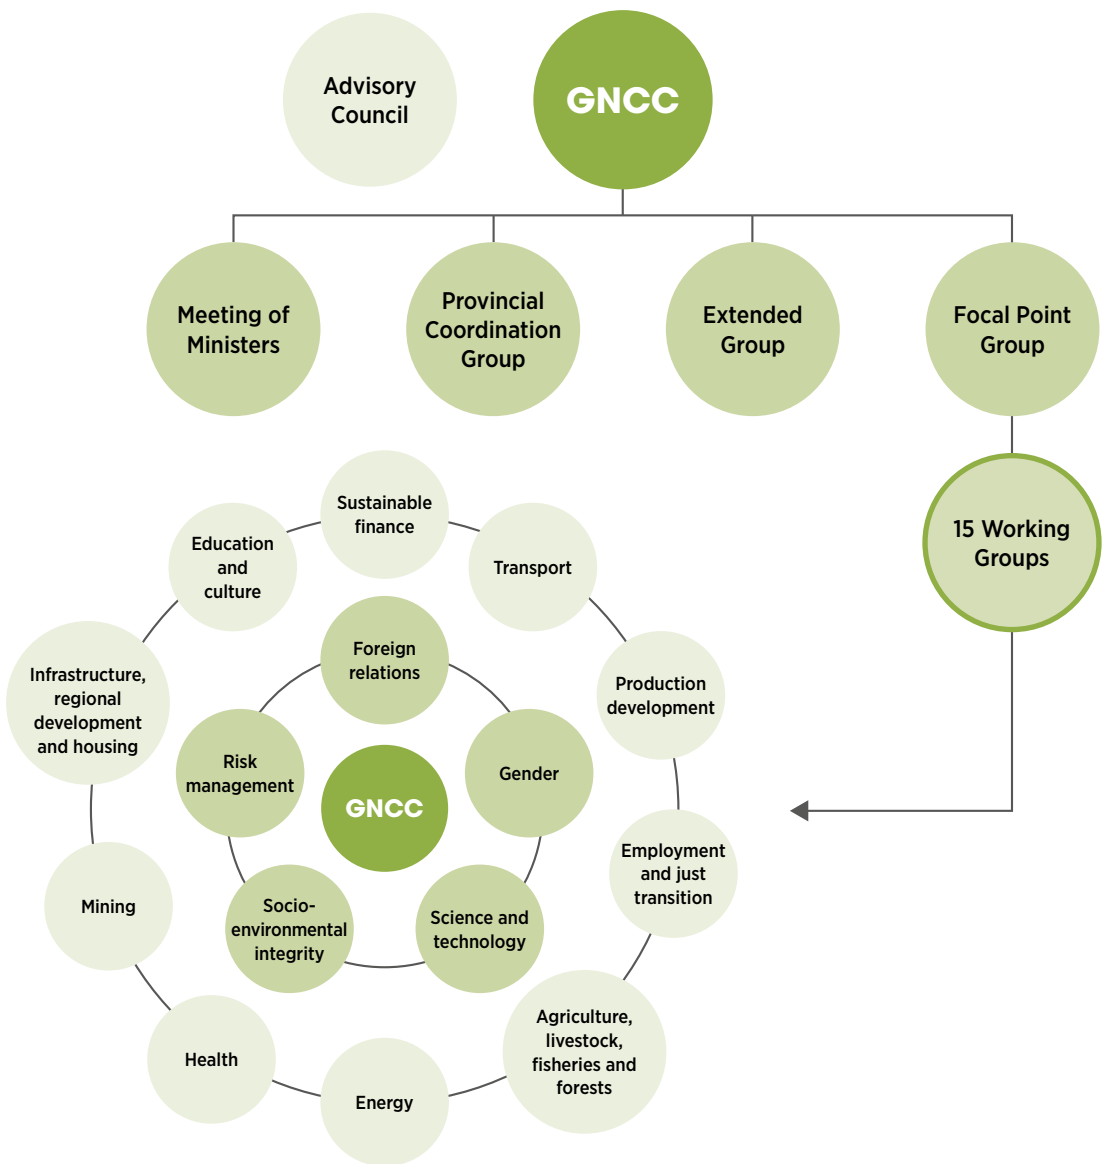 Advisory
Council
GNCC
Meeting of
Ministers
Provincial
Coordination
Group
Extended
Group
Focal Point
Group
15 Working
Groups
Sustainable
finance
Education
and
culture
Transport
Foreign
relations
Infrastructure,
regional
development
and housing
Production
development
Risk
management
Gender
GNCC
Employment
and just
transition
Mining
Socio-
environmental
integrity
Science and
technology
Agriculture,
livestock,
fisheries and
forests
Health
Energy